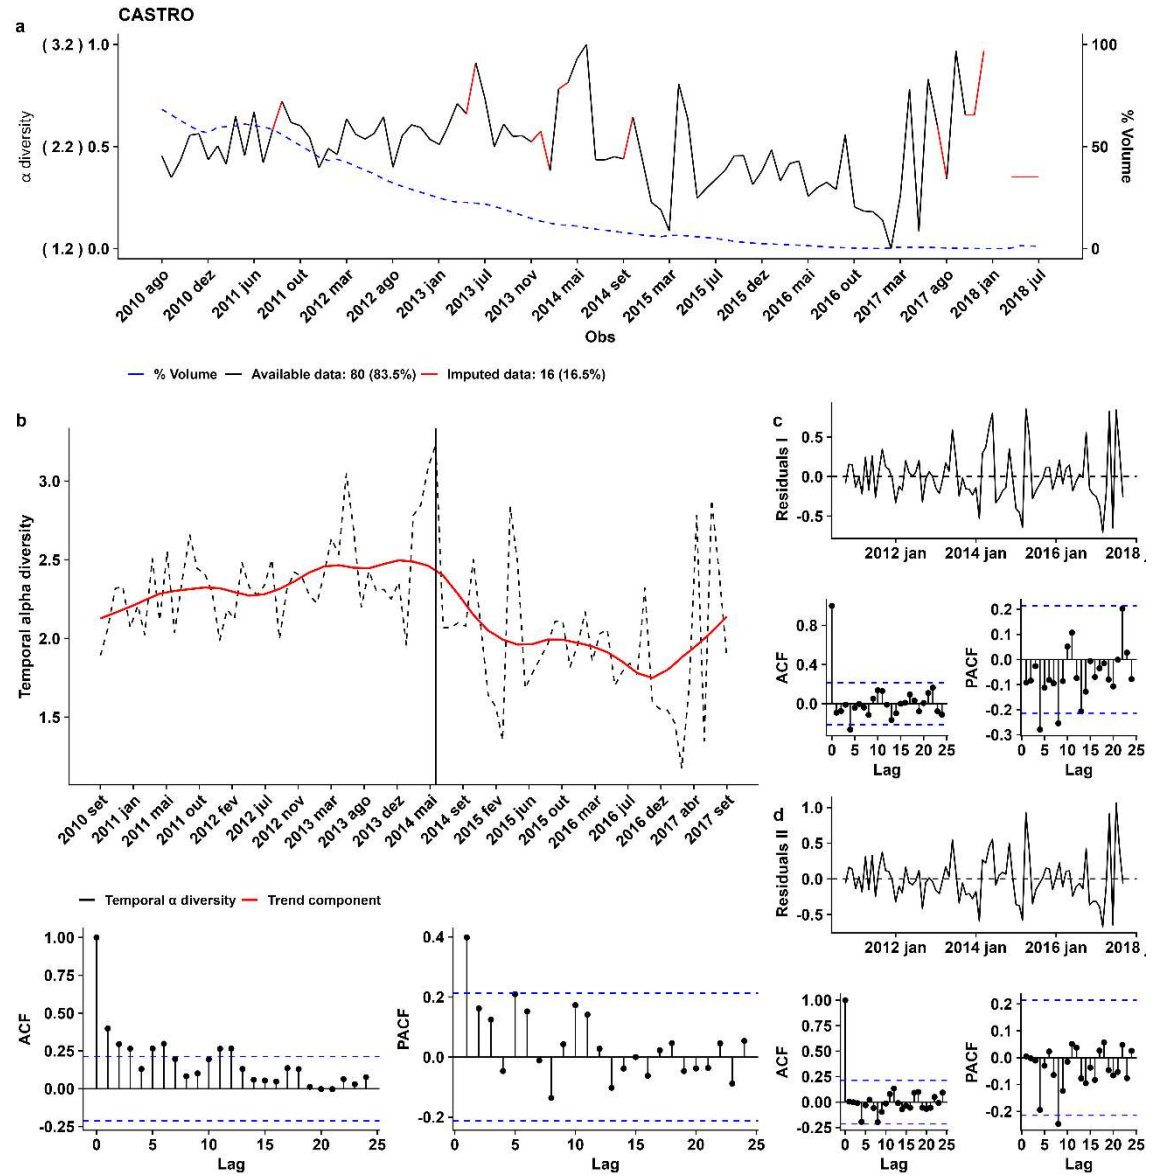 CASTRO
a
( 3.2 ) 1.0
( 2.2 ) 0.5
( 1.2 ) 0.0
α diversity
100
50
0
% Volume
2010 ago
2010 dez
2011 jun
2011 out
2012 mar
2012 ago
2013 jan
2013 jul
2013 nov
2014 mai
2014 set
2015 mar
2015 jul
2015 dez
2016 mai
2016 out
2017 mar
2017 ago
2018 jan
2018 jul
Obs
% Volume Available data: 80 (83.5%) Imputed data: 16 (16.5%)
b
Temporal alpha diversity
3.0
2.5
2.0
1.5
2010 set
2011 jan
2011 mai
2011 out
2012 fev
2012 jul
2012 nov
2013 mar
2013 ago
2013 dez
2014 mai
2014 set
2015 fev
2015 jun
2015 out
2016 mar
2016 jul
2016 dez
2017 abr
2017 set
Temporal α diversity Trend component
ACF
1.00
0.75
0.50
0.25
0.00
-0.25
0 5 10 15 20 25
Lag
PACF
0.4
0.2
0.0
-0.2
0 5 10 15 20 25
Lag
c
Residuals I
0.5
0.0
-0.5
2012 jan 2014 jan 2016 jan 2018
ACF
0.8
0.4
0.0
0 5 10 15 20 25
Lag
PACF
0.2
0.1
0.0
-0.1
-0.2
-0.3
0 5 10 15 20 25
Lag
d
Residuals II
1.0
0.5
0.0
-0.5
2012 jan 2014 jan 2016 jan 2018
ACF
1.00
0.75
0.50
0.25
0.00
-0.25
0 5 10 15 20 25
Lag
PACF
0.2
0.1
0.0
-0.1
-0.2
0 5 10 15 20 25
Lag